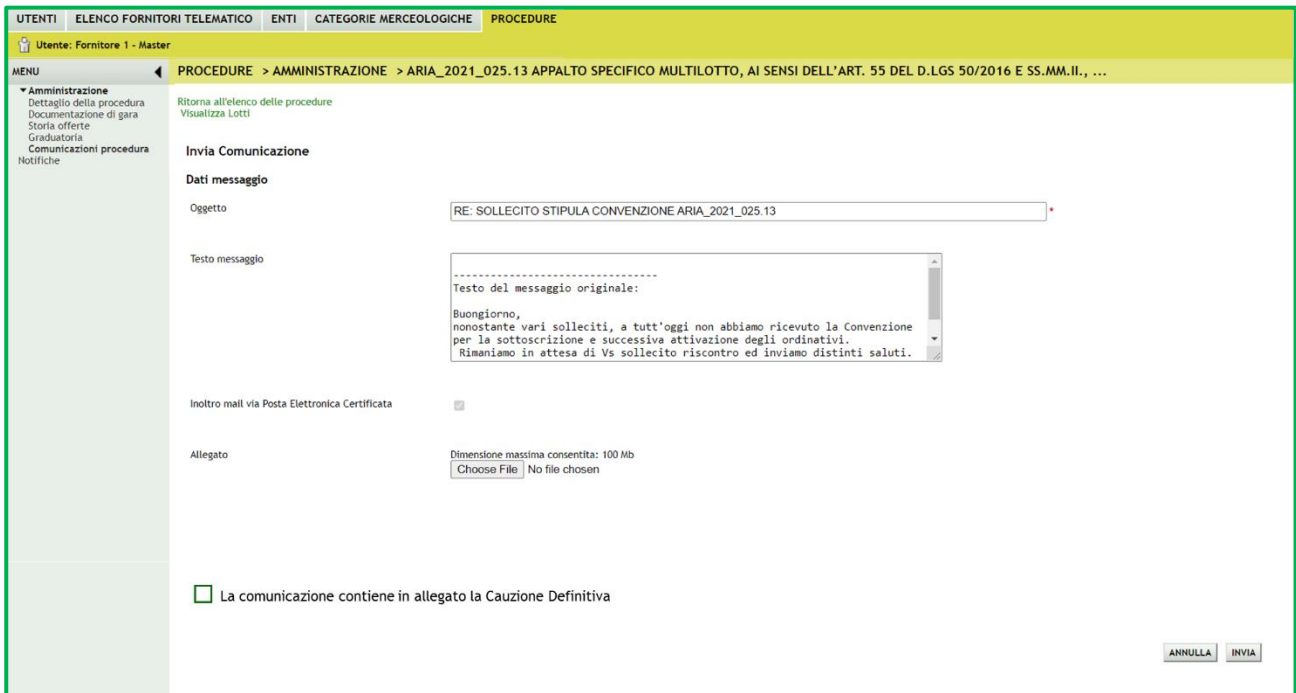 UTENTI ELENCO FORNITORI TELEMATICO ENTI CATEGORIE MERCEOLOGICHE PROCEDURE
Utente: Fornitore 1 - Master
MENU
Amministrazione
Dettaglio della procedura
Documentazione di gara
Storia offerte
Graduatoria
Comunicazioni procedura
Notifiche
PROCEDURE > AMMINISTRAZIONE > ARIA_2021_025.13 APPALTO SPECIFICO MULTILOTTO, AI SENSI DELL'ART. 55 DEL D.LGS 50/2016 E SS.MM.II., ...
Ritorna all'elenco delle procedure
Visualizza Lotti
Invia Comunicazione
Dati messaggio
Oggetto
RE: SOLLECITO STIPULA CONVENZIONE ARIA_2021_025.13 *
Testo messaggio
---------------------------------
Testo del messaggio originale:
Buongiorno,
nonostante vari solleciti, a tutt'oggi non abbiamo ricevuto la Convenzione
per la sottoscrizione e successiva attivazione degli ordinativi.
Rimaniamo in attesa di Vs sollecito riscontro ed inviamo distinti saluti.
Inoltro mail via Posta Elettronica Certificata
Allegato
Dimensione massima consentita: 100 Mb
Choose File No file chosen
La comunicazione contiene in allegato la Cauzione Definitiva
ANNULLA INVIA